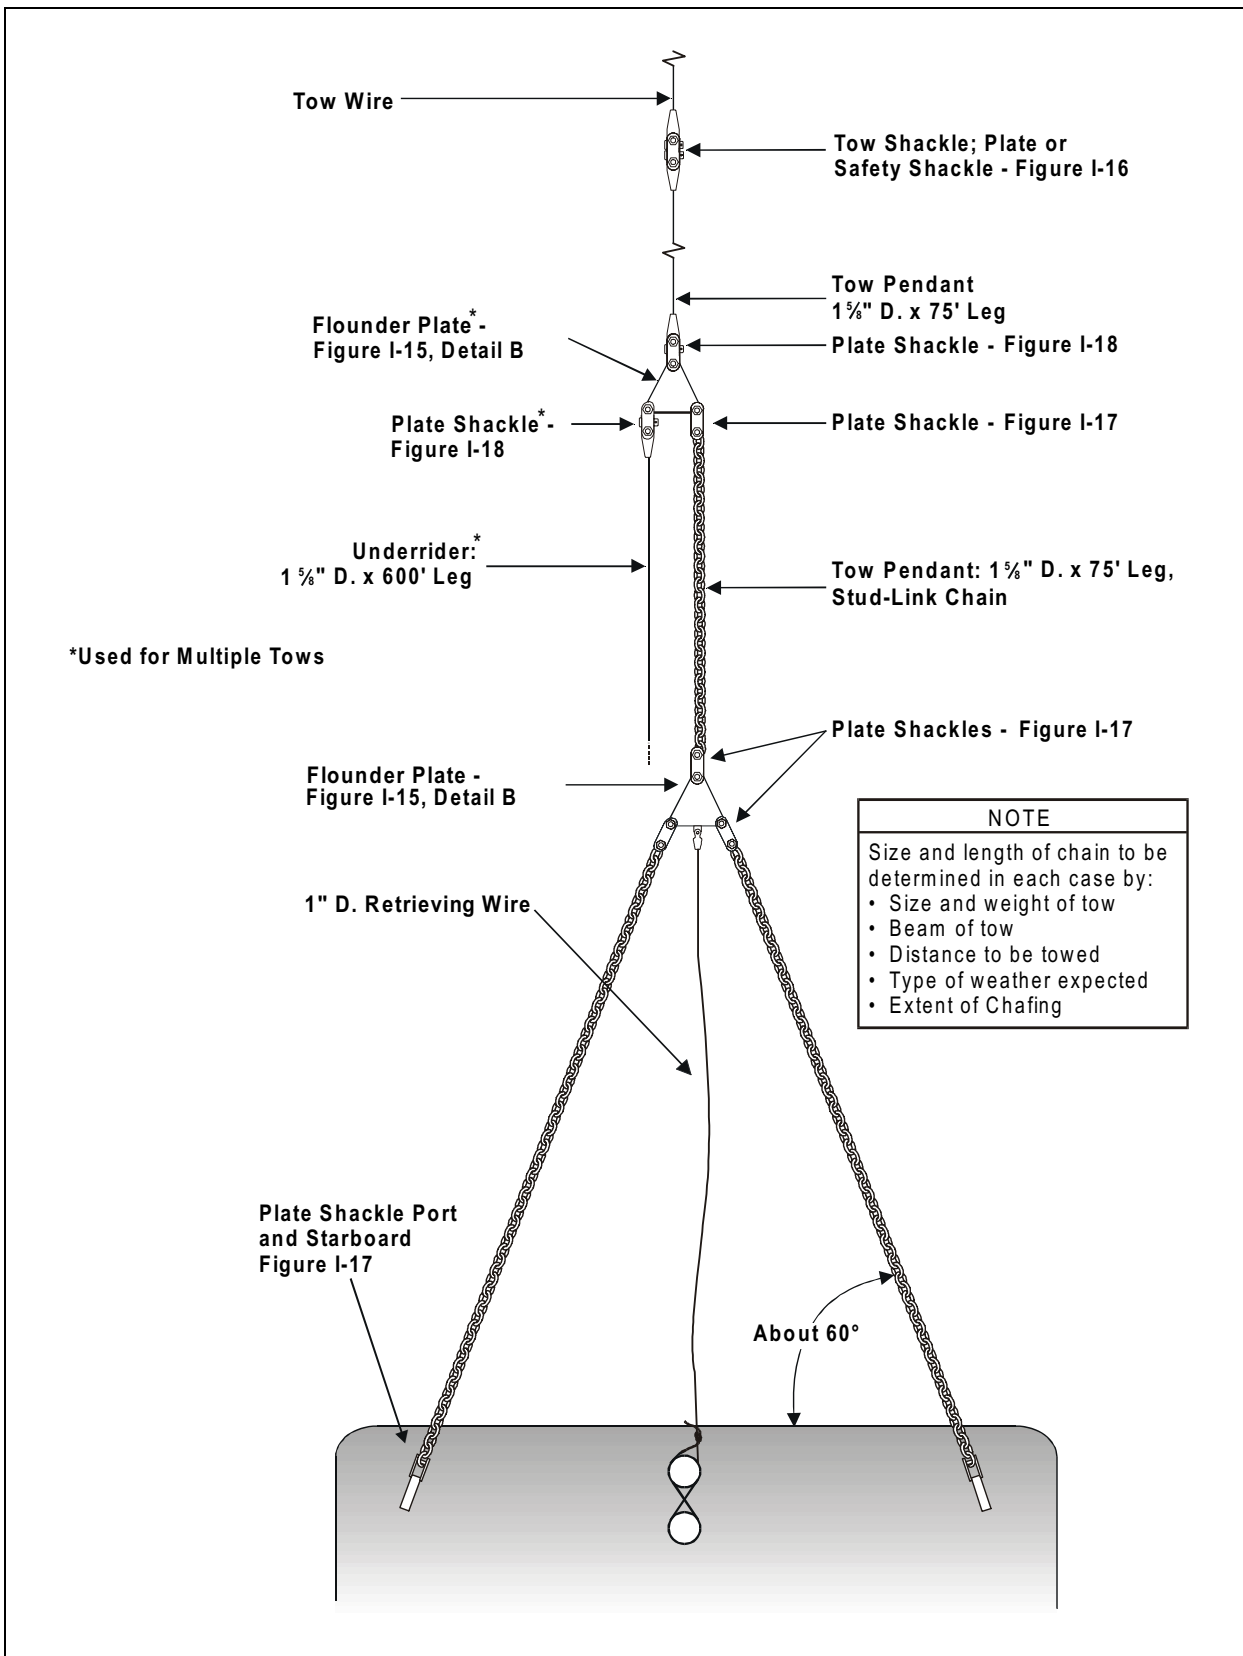 Tow Wire
Tow Shackle; Plate or
Safety Shackle - Figure I-16
Tow Pendant
1⅝" D. x 75' Leg
Flounder Plate* -
Figure I-15, Detail B
Plate Shackle - Figure I-18
Plate Shackle* -
Figure I-18
Plate Shackle - Figure I-17
Underrider:*
1 ⅝" D. x 600' Leg
Tow Pendant: 1⅝" D. x 75' Leg,
Stud-Link Chain
*Used for Multiple Tows
Plate Shackles - Figure I-17
Flounder Plate -
Figure I-15, Detail B
NOTE
Size and length of chain to be
determined in each case by:
• Size and weight of tow
• Beam of tow
• Distance to be towed
• Type of weather expected
• Extent of Chafing
1" D. Retrieving Wire
Plate Shackle Port
and Starboard
Figure I-17
About 60°